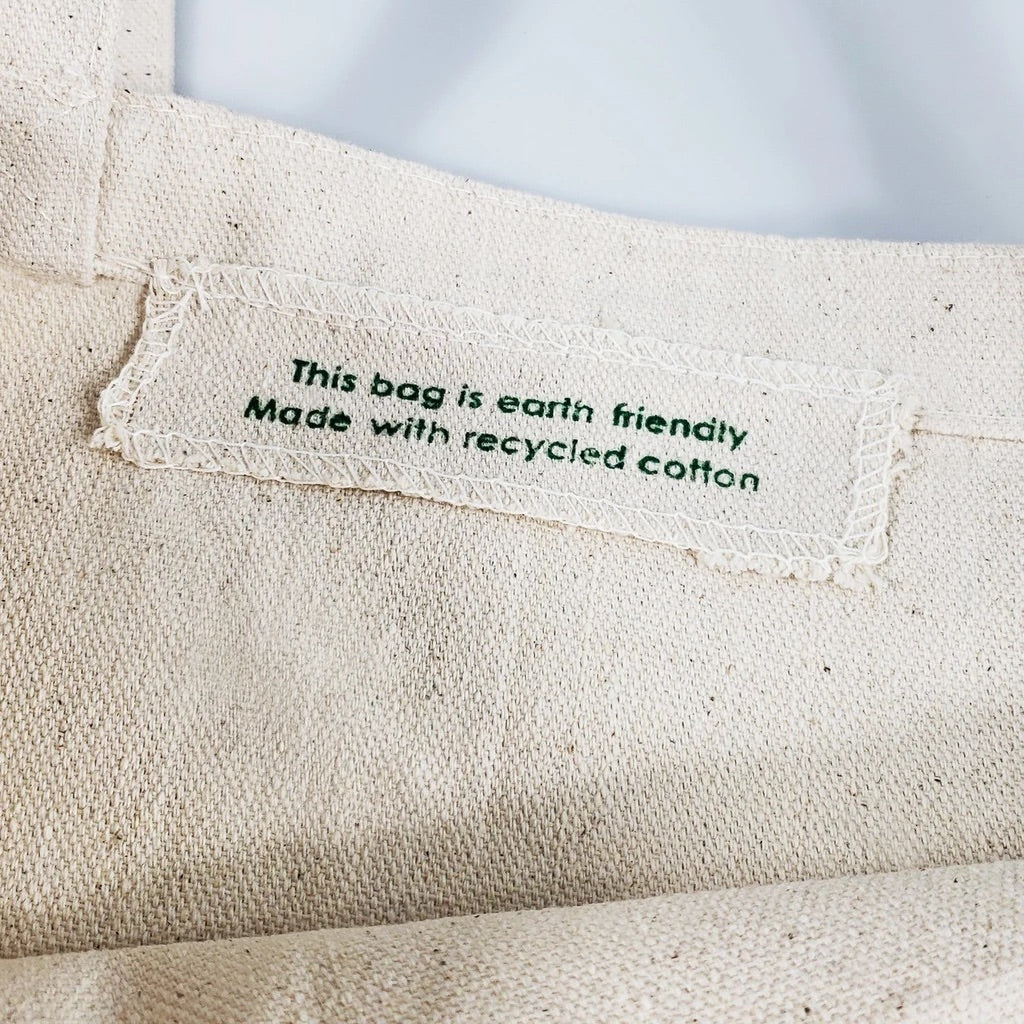 This bag is earth friendly
Made with recycled cotton